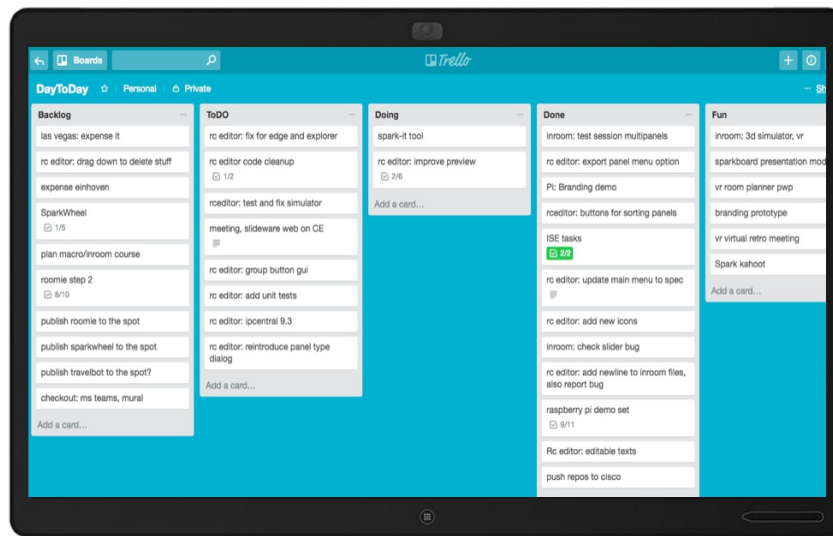 Boards
Trello
DayToDay
Personal
Private
Backlog
las vegas: expense it
rc editor: drag down to delete stuff
expense einhoven
SparkWheel
1/5
plan macro/inroom course
roomie step 2
8/10
publish roomie to the spot
publish sparkwheel to the spot
publish travelbot to the spot?
checkout: ms teams, mural
Add a card...
ToDO
rc editor: fix for edge and explorer
rc editor code cleanup
1/2
rceditor: test and fix simulator
meeting, slideware web on CE
rc editor: group button gui
rc editor: add unit tests
rc editor: ipcentral 9.3
rc editor: reintroduce panel type
dialog
Add a card...
Doing
spark-it tool
rc editor: improve preview
2/6
Add a card...
Done
inroom: test session multipanels
rc editor: export panel menu option
Pi: Branding demo
rceditor: buttons for sorting panels
ISE tasks
2/2
rc editor: update main menu to spec
rc editor: add new icons
inroom: check slider bug
rc editor: add newline to inroom files,
also report bug
raspberry pi demo set
9/11
Rc editor: editable texts
push repos to cisco
Fun
inroom: 3d simulator, vr
sparkboard presentation mod
vr room planner pwp
branding prototype
vr virtual retro meeting
Spark kahoot
Add a card...